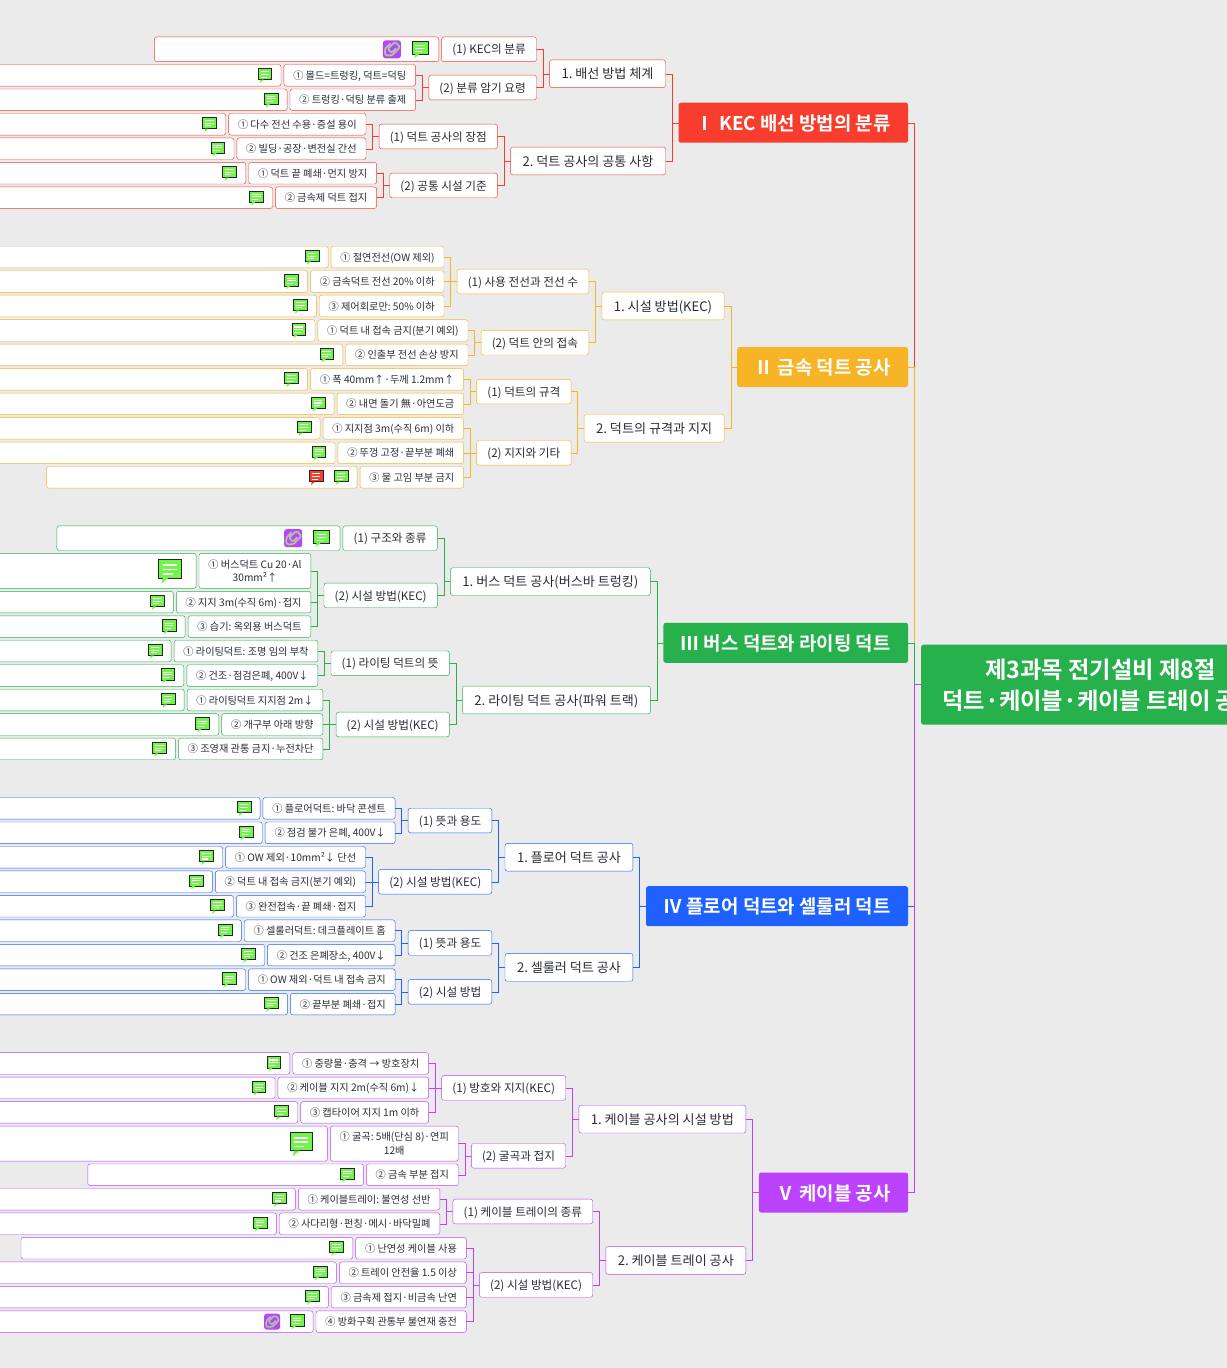 제3과목 전기설비 제8절
덕트·케이블·케이블 트레이
Ⅰ KEC 배선 방법의 분류
1. 배선 방법 체계
(1) KEC의 분류
(2) 분류 암기 요령
① 몰드=트렁킹, 덕트=덕팅
② 트렁킹·덕팅 분류 출제
2. 덕트 공사의 공통 사항
(1) 덕트 공사의 장점
① 다수 전선 수용·증설 용이
② 빌딩·공장·변전실 간선
(2) 공통 시설 기준
① 덕트 끝 폐쇄·먼지 방지
② 금속제 덕트 접지
Ⅱ 금속 덕트 공사
1. 시설 방법(KEC)
(1) 사용 전선과 전선 수
① 절연전선(OW 제외)
② 금속덕트 전선 20% 이하
③ 제어회로만: 50% 이하
(2) 덕트 안의 접속
① 덕트 내 접속 금지(분기 예외)
② 인출부 전선 손상 방지
2. 덕트의 규격과 지지
(1) 덕트의 규격
① 폭 40mm↑·두께 1.2mm↑
② 내면 돌기 無·아연도금
(2) 지지와 기타
① 지지점 3m(수직 6m) 이하
② 뚜껑 고정·끝부분 폐쇄
③ 물 고임 부분 금지
Ⅲ 버스 덕트와 라이팅 덕트
1. 버스 덕트 공사(버스바 트렁킹)
(1) 구조와 종류
(2) 시설 방법(KEC)
① 버스덕트 Cu 20·Al
30mm²↑
② 지지 3m(수직 6m)·접지
③ 습기: 옥외용 버스덕트
2. 라이팅 덕트 공사(파워 트랙)
(1) 라이팅 덕트의 뜻
① 라이팅덕트: 조명 임의 부착
② 건조·점검은폐, 400V↓
(2) 시설 방법(KEC)
① 라이팅덕트 지지점 2m↓
② 개구부 아래 방향
③ 조영재 관통 금지·누전차단
Ⅳ 플로어 덕트와 셀룰러 덕트
1. 플로어 덕트 공사
(1) 뜻과 용도
① 플로어덕트: 바닥 콘센트
② 점검 불가 은폐, 400V↓
(2) 시설 방법(KEC)
① OW 제외·10mm²↓ 단선
② 덕트 내 접속 금지(분기 예외)
③ 완전접속·끝 폐쇄·접지
2. 셀룰러 덕트 공사
(1) 뜻과 용도
① 셀룰러덕트: 데크플레이트 홈
② 건조 은폐장소, 400V↓
(2) 시설 방법
① OW 제외·덕트 내 접속 금지
② 끝부분 폐쇄·접지
Ⅴ 케이블 공사
1. 케이블 공사의 시설 방법
(1) 방호와 지지(KEC)
① 중량물·충격 → 방호장치
② 케이블 지지 2m(수직 6m)↓
③ 캡타이어 지지 1m 이하
(2) 굴곡과 접지
① 굴곡: 5배(단심 8)·연피
12배
② 금속 부분 접지
2. 케이블 트레이 공사
(1) 케이블 트레이의 종류
① 케이블트레이: 불연성 선반
② 사다리형·펀칭·메시·바닥밀폐
(2) 시설 방법(KEC)
① 난연성 케이블 사용
② 트레이 안전율 1.5 이상
③ 금속제 접지·비금속 난연
④ 방화구획 관통부 불연재 충전